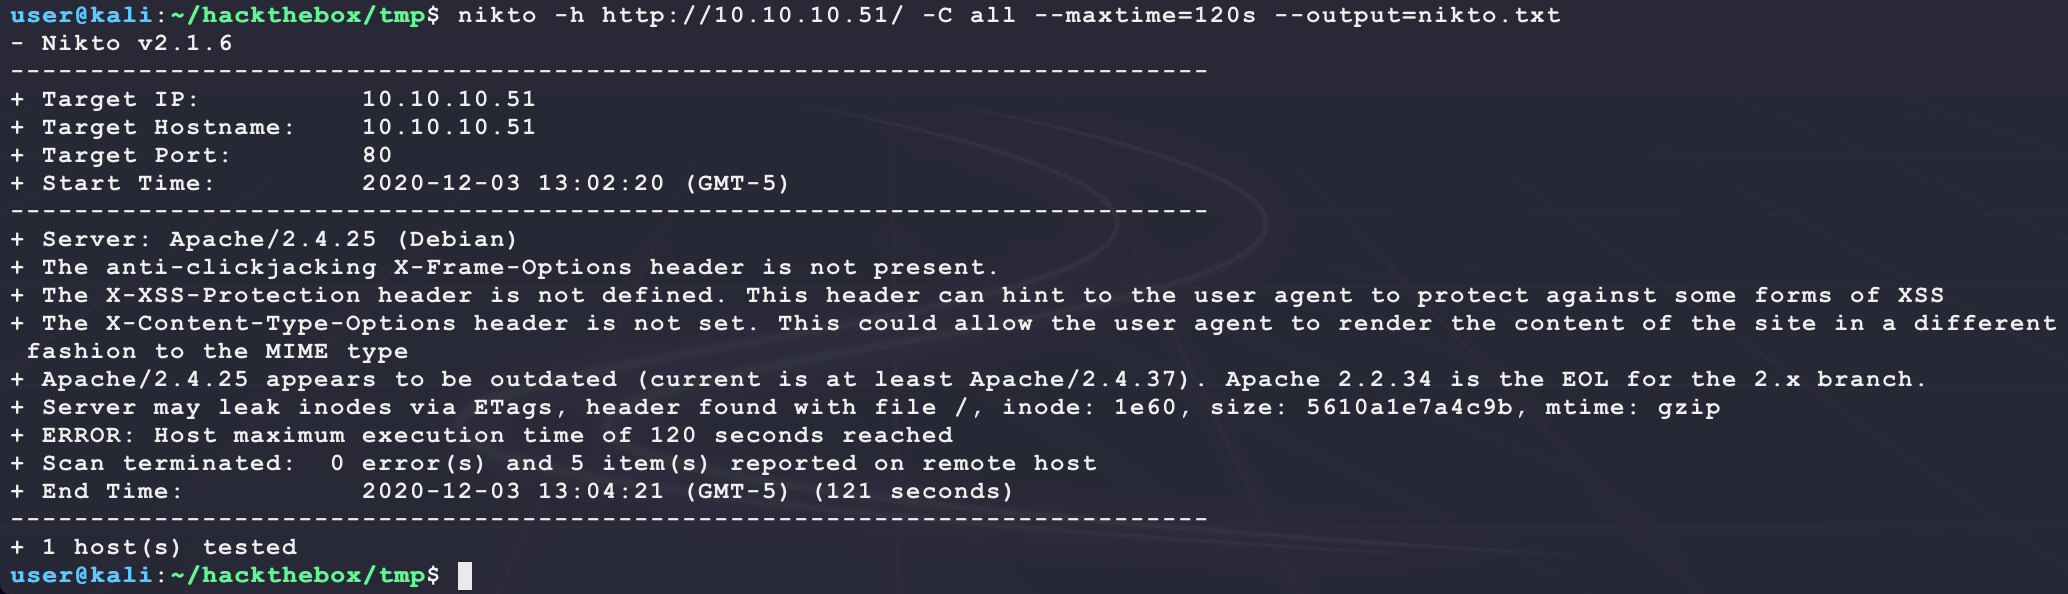 user@kali:~/hackthebox/tmp$ nikto -h http://10.10.10.51/ -C all --maxtime=120s --output=nikto.txt
- Nikto v2.1.6
---------------------------------------------------------------------------
+ Target IP:          10.10.10.51
+ Target Hostname:    10.10.10.51
+ Target Port:        80
+ Start Time:         2020-12-03 13:02:20 (GMT-5)
---------------------------------------------------------------------------
+ Server: Apache/2.4.25 (Debian)
+ The anti-clickjacking X-Frame-Options header is not present.
+ The X-XSS-Protection header is not defined. This header can hint to the user agent to protect against some forms of XSS
+ The X-Content-Type-Options header is not set. This could allow the user agent to render the content of the site in a different
 fashion to the MIME type
+ Apache/2.4.25 appears to be outdated (current is at least Apache/2.4.37). Apache 2.2.34 is the EOL for the 2.x branch.
+ Server may leak inodes via ETags, header found with file /, inode: 1e60, size: 5610a1e7a4c9b, mtime: gzip
+ ERROR: Host maximum execution time of 120 seconds reached
+ Scan terminated:  0 error(s) and 5 item(s) reported on remote host
+ End Time:           2020-12-03 13:04:21 (GMT-5) (121 seconds)
---------------------------------------------------------------------------
+ 1 host(s) tested
user@kali:~/hackthebox/tmp$